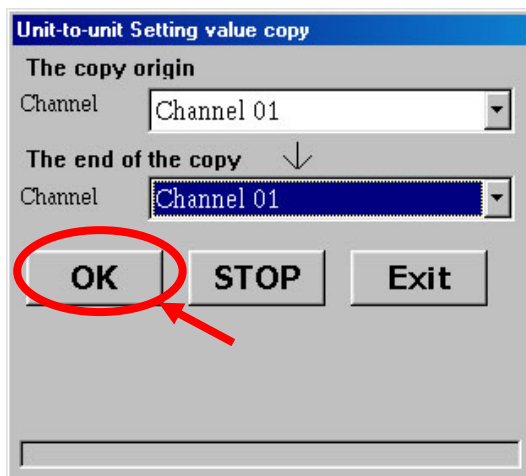 Unit-to-unit Setting value copy
The copy origin
Channel Channel 01
The end of the copy
Channel Channel 01
OK STOP Exit